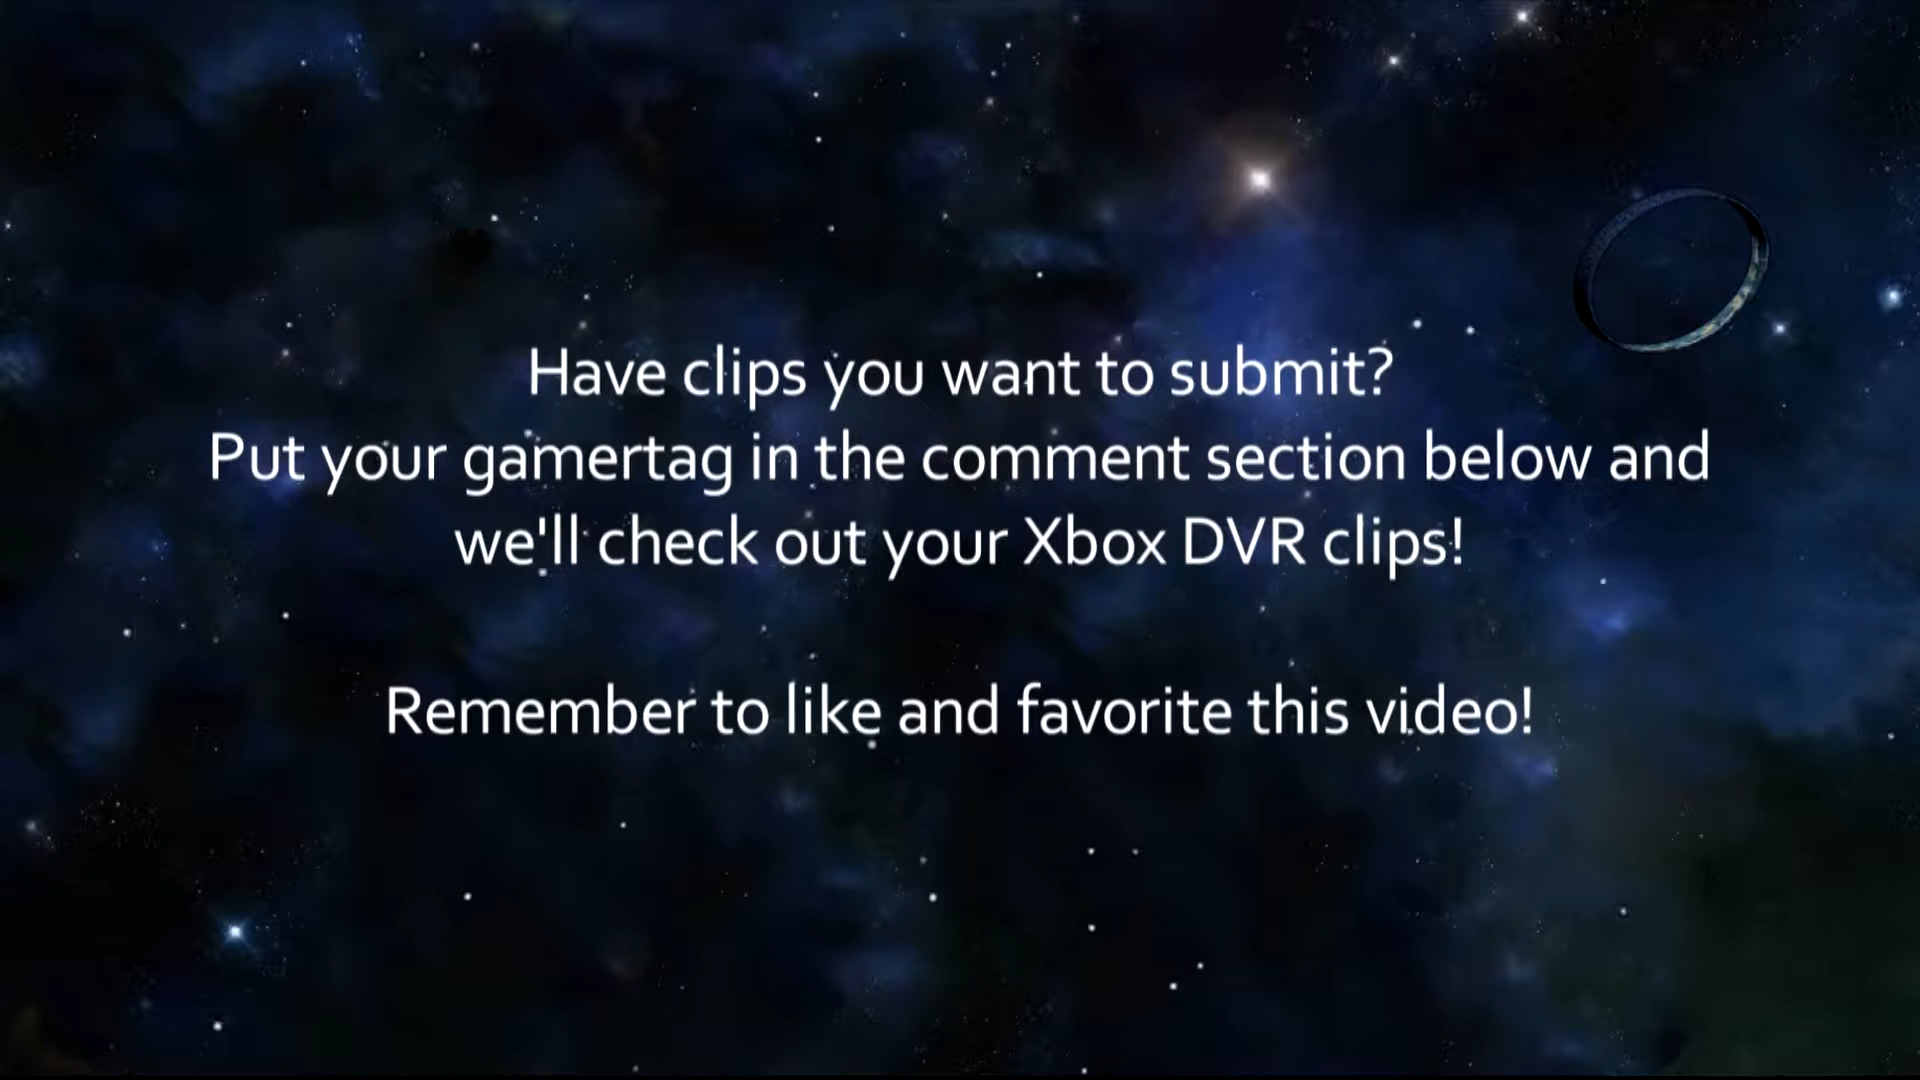 Have clips you want to submit?
Put your gamertag in the comment section below and
we'll check out your Xbox DVR clips!
Remember to like and favorite this video!